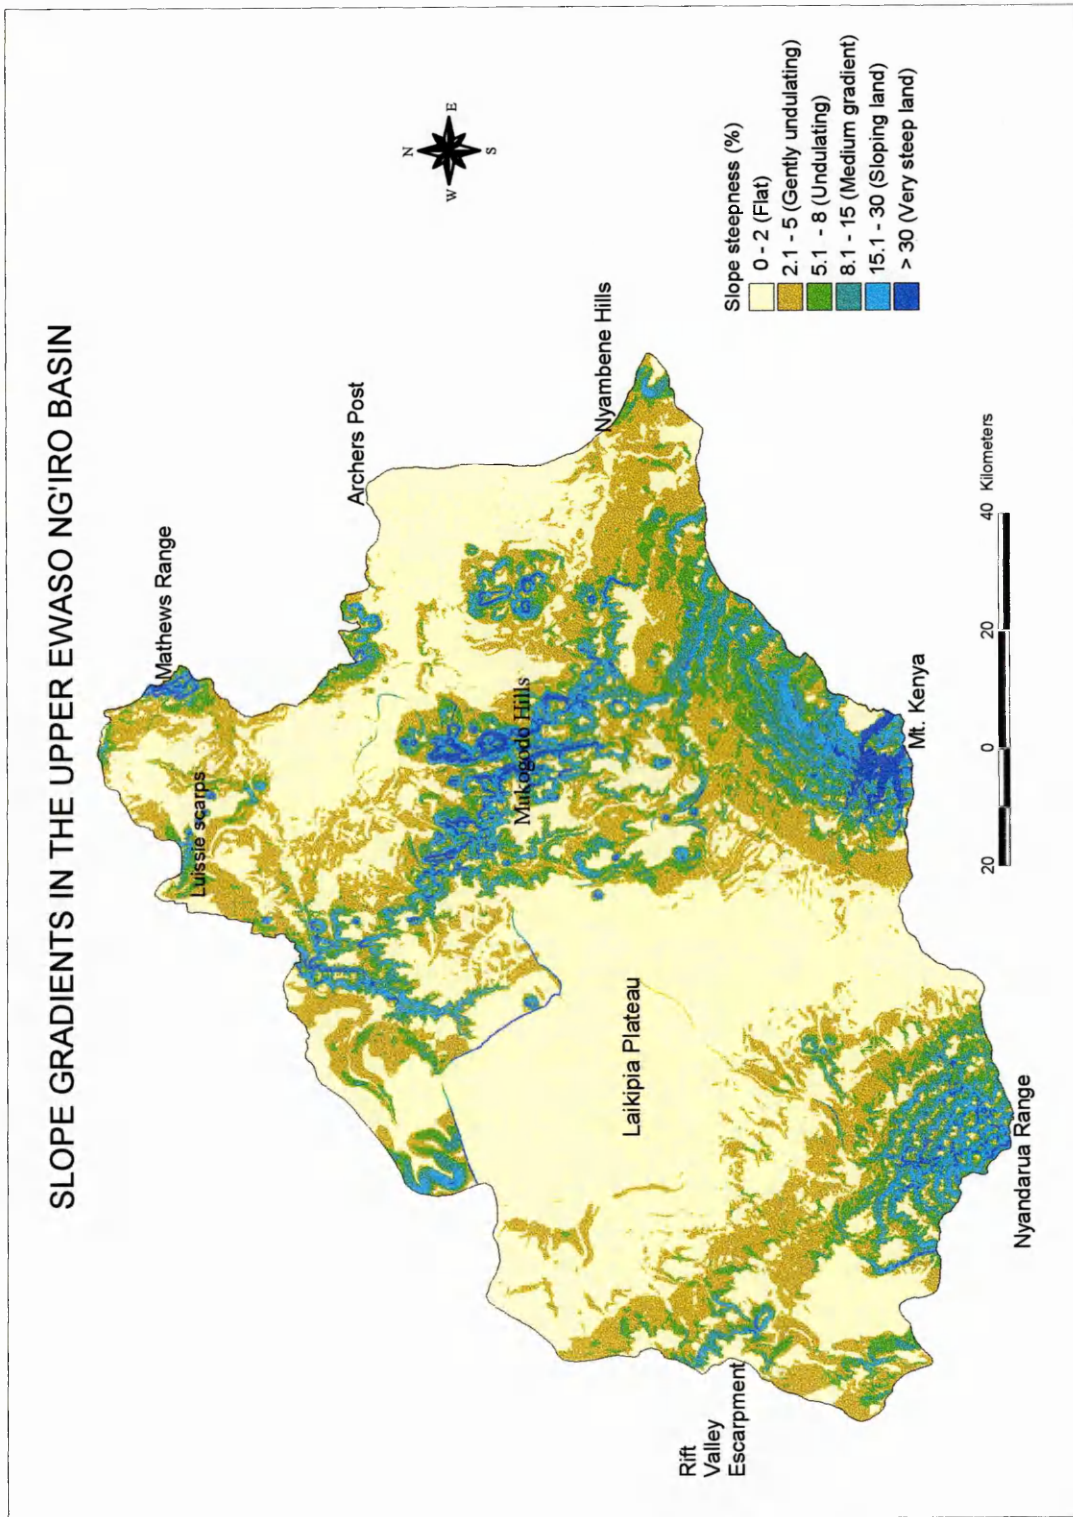 SLOPE GRADIENTS IN THE UPPER EWASO NG'IRO BASIN
Mathews Range
Luissie scarps
Archers Post
Mukogodo Hills
Nyambene Hills
Laikipia Plateau
Rift
Valley
Escarpment
Mt. Kenya
Nyandarua Range
N
W
E
S
Slope steepness (%)
0 - 2 (Flat)
2.1 - 5 (Gently undulating)
5.1 - 8 (Undulating)
8.1 - 15 (Medium gradient)
15.1 - 30 (Sloping land)
> 30 (Very steep land)
20 0 20 40 Kilometers